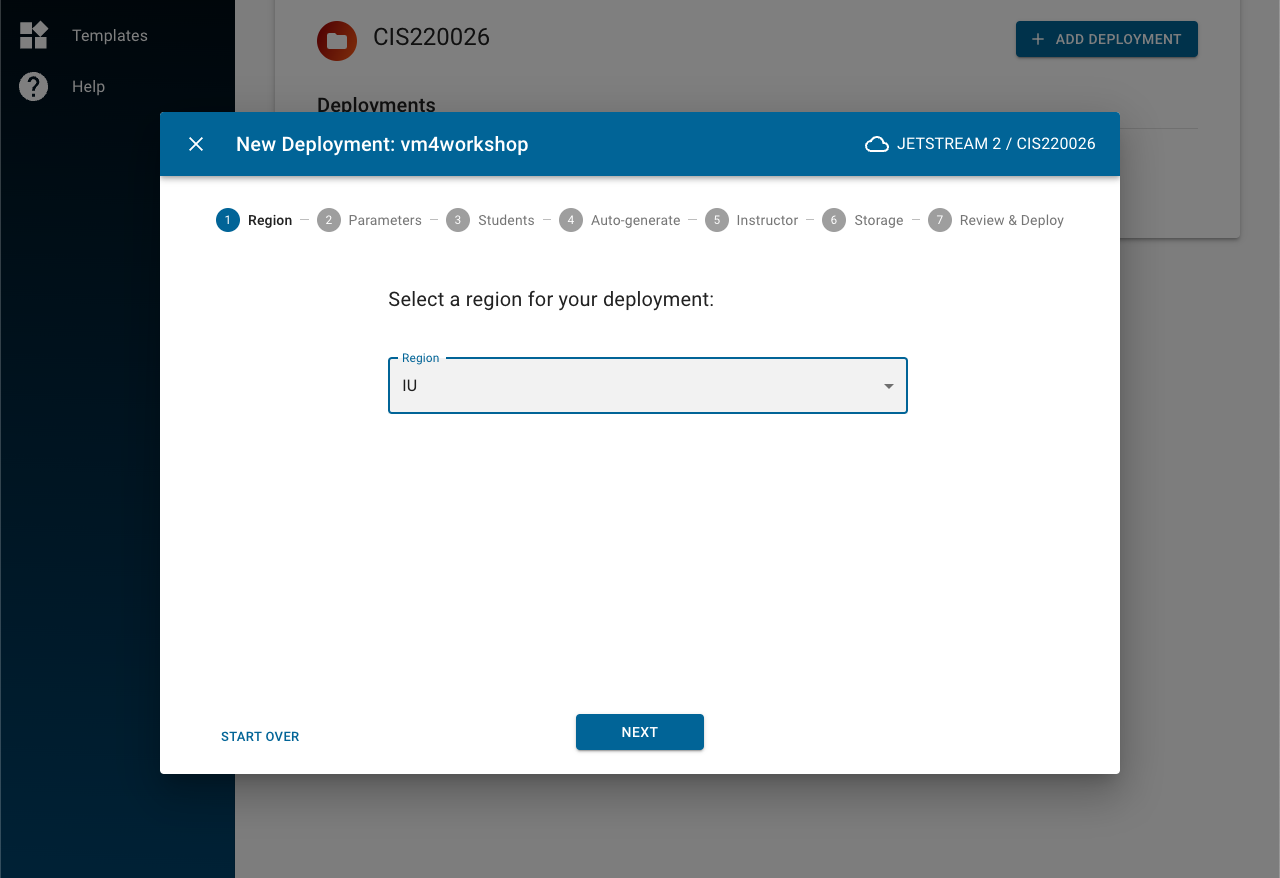 Templates
Help
CIS220026
+ ADD DEPLOYMENT
Deployments
New Deployment: vm4workshop
JETSTREAM 2 / CIS220026
1 Region
2 Parameters
3 Students
4 Auto-generate
5 Instructor
6 Storage
7 Review & Deploy
Select a region for your deployment:
Region
IU
START OVER
NEXT